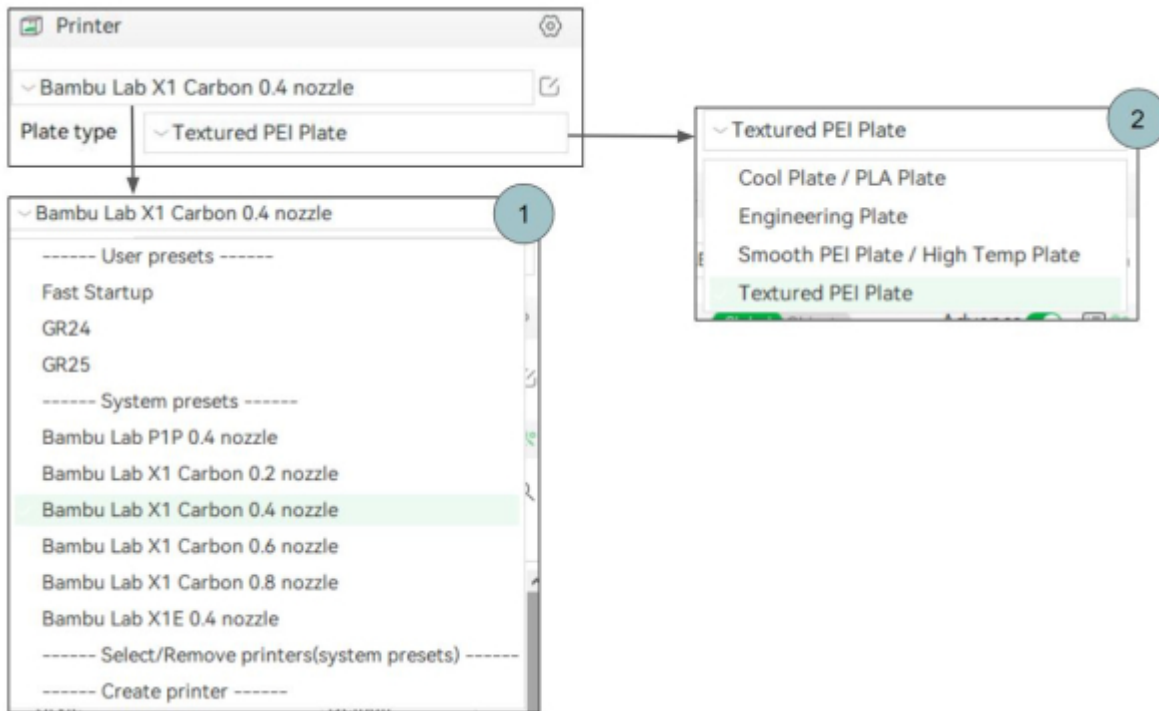 Printer
Bambu Lab X1 Carbon 0.4 nozzle
Plate type
Textured PEI Plate
1
Bambu Lab X1 Carbon 0.4 nozzle
------ User presets ------
Fast Startup
GR24
GR25
------ System presets ------
Bambu Lab P1P 0.4 nozzle
Bambu Lab X1 Carbon 0.2 nozzle
Bambu Lab X1 Carbon 0.4 nozzle
Bambu Lab X1 Carbon 0.6 nozzle
Bambu Lab X1 Carbon 0.8 nozzle
Bambu Lab X1E 0.4 nozzle
------ Select/Remove printers(system presets) ------
------ Create printer ------
2
Textured PEI Plate
Cool Plate / PLA Plate
Engineering Plate
Smooth PEI Plate / High Temp Plate
Textured PEI Plate